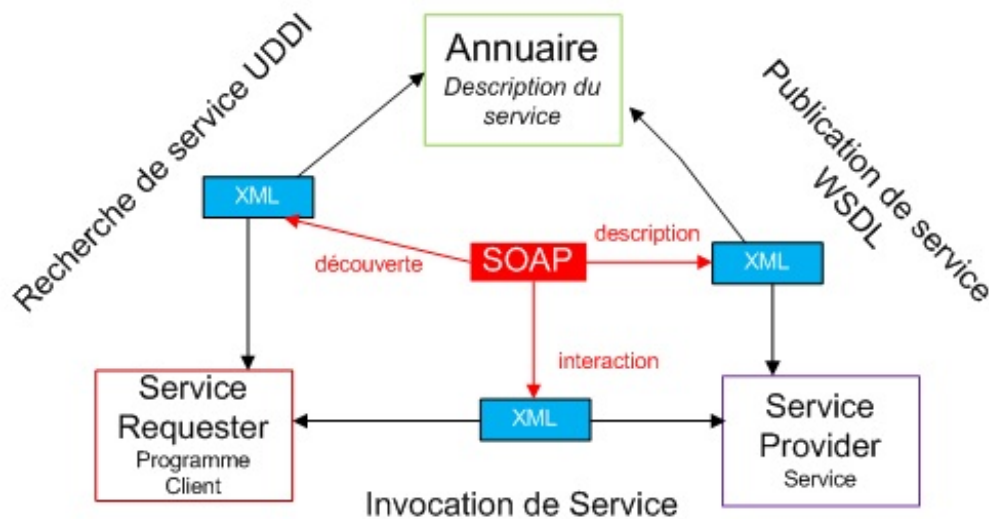 Recherche de service UDDI
Annuaire
Description du
service
Publication de service
WSDL
XML
découverte
SOAP
description
XML
interaction
Service
Requester
Programme
Client
XML
Service
Provider
Service
Invocation de Service